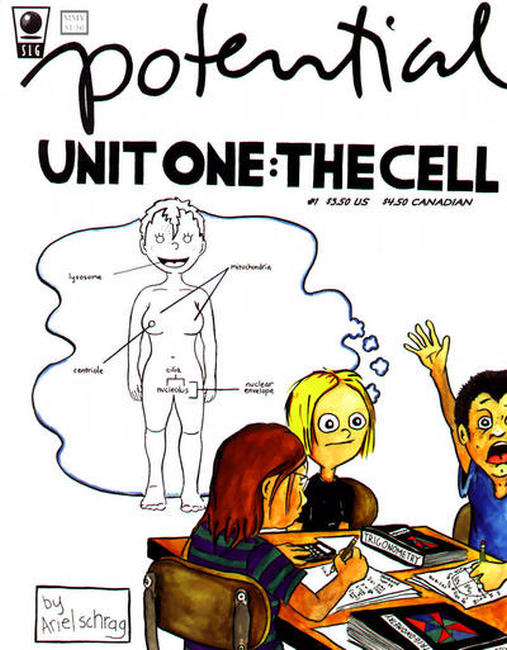 SLG
potential
UNIT ONE: THE CELL
#1 $3.50 US $4.50 CANADIAN
lysosome
mitochondria
centriole
cilia
nucleolus
nuclear
envelope
TRIGONOMETRY
by
Ariel schrag